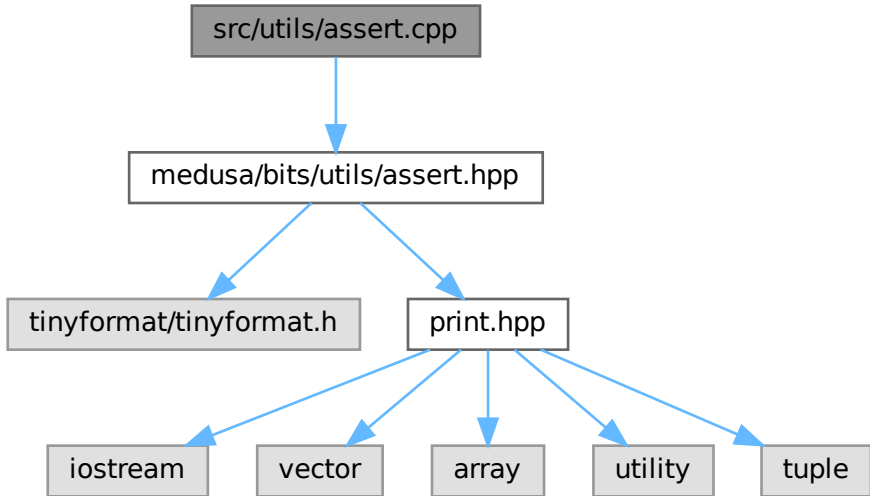 src/utils/assert.cpp
medusa/bits/utils/assert.hpp
tinyformat/tinyformat.h
print.hpp
iostream
vector
array
utility
tuple